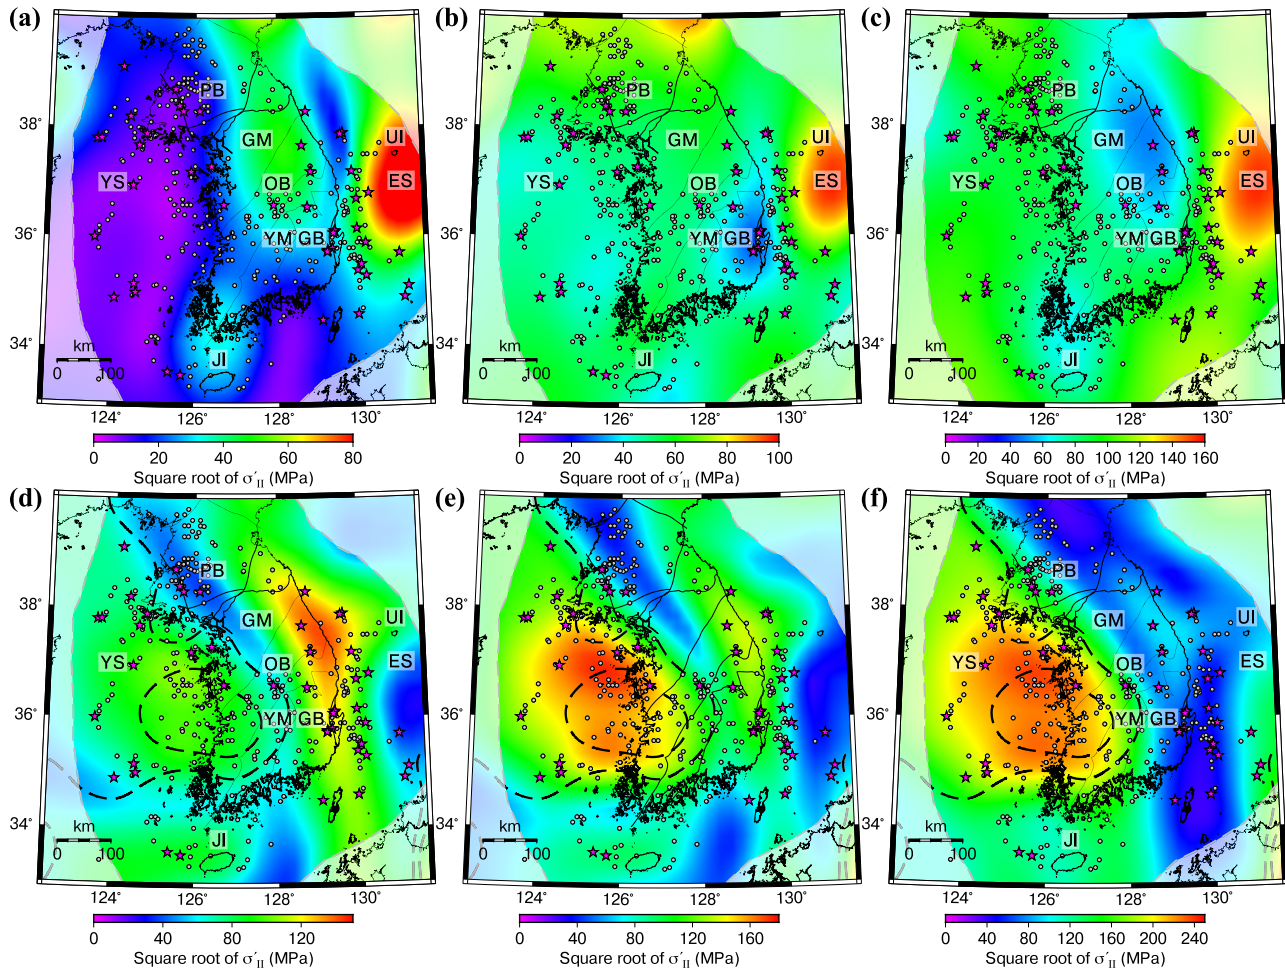 (a) (b) (c)
38° 36° 34°
PB GM UI YS OB ES YM GB JI
km
0 100
124° 126° 128° 130°
0 20 40 60 80
Square root of σ′II (MPa)
PB GM UI YS OB ES YM GB JI
km
0 100
124° 126° 128° 130°
0 20 40 60 80 100
Square root of σ′II (MPa)
PB GM UI YS OB ES YM GB JI
km
0 100
124° 126° 128° 130°
0 20 40 60 80 100 120 140 160
Square root of σ′II (MPa)
(d) (e) (f)
38° 36° 34°
PB GM UI YS OB ES YM GB JI
km
0 100
124° 126° 128° 130°
0 40 80 120
Square root of σ′II (MPa)
km
0 100
124° 126° 128° 130°
0 40 80 120 160
Square root of σ′II (MPa)
PB GM UI YS OB ES YM GB JI
km
0 100
124° 126° 128° 130°
0 40 80 120 160 200 240
Square root of σ′II (MPa)